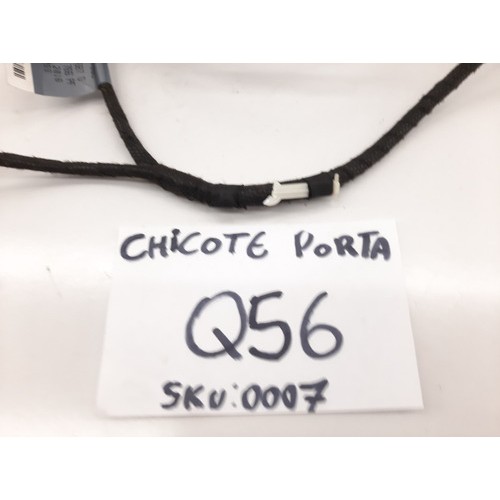 CHICOTE PORTA
Q56
SKU:0007